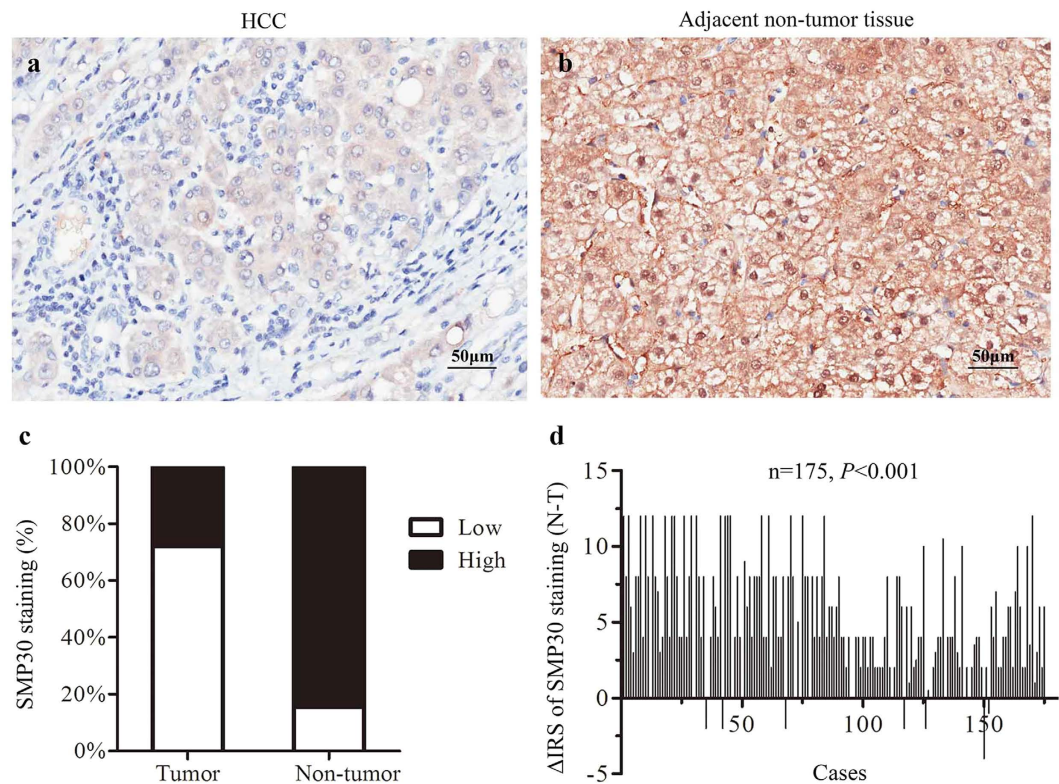 HCC
Adjacent non-tumor tissue
a
b
50μm
50μm
c
d
SMP30 staining (%)
100%
80%
60%
40%
20%
0%
Tumor
Non-tumor
Low
High
n=175, P<0.001
ΔIRS of SMP30 staining (N-T)
15
10
5
0
-5
50
100
150
Cases